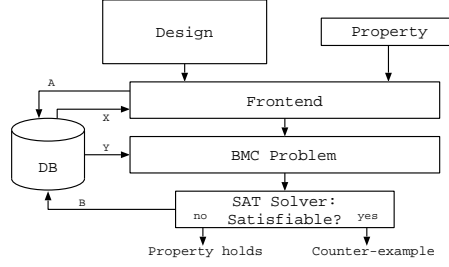 Design
Property
A
Frontend
X
DB
Y
BMC Problem
B
SAT Solver:
Satisfiable?
no
yes
Property holds
Counter-example